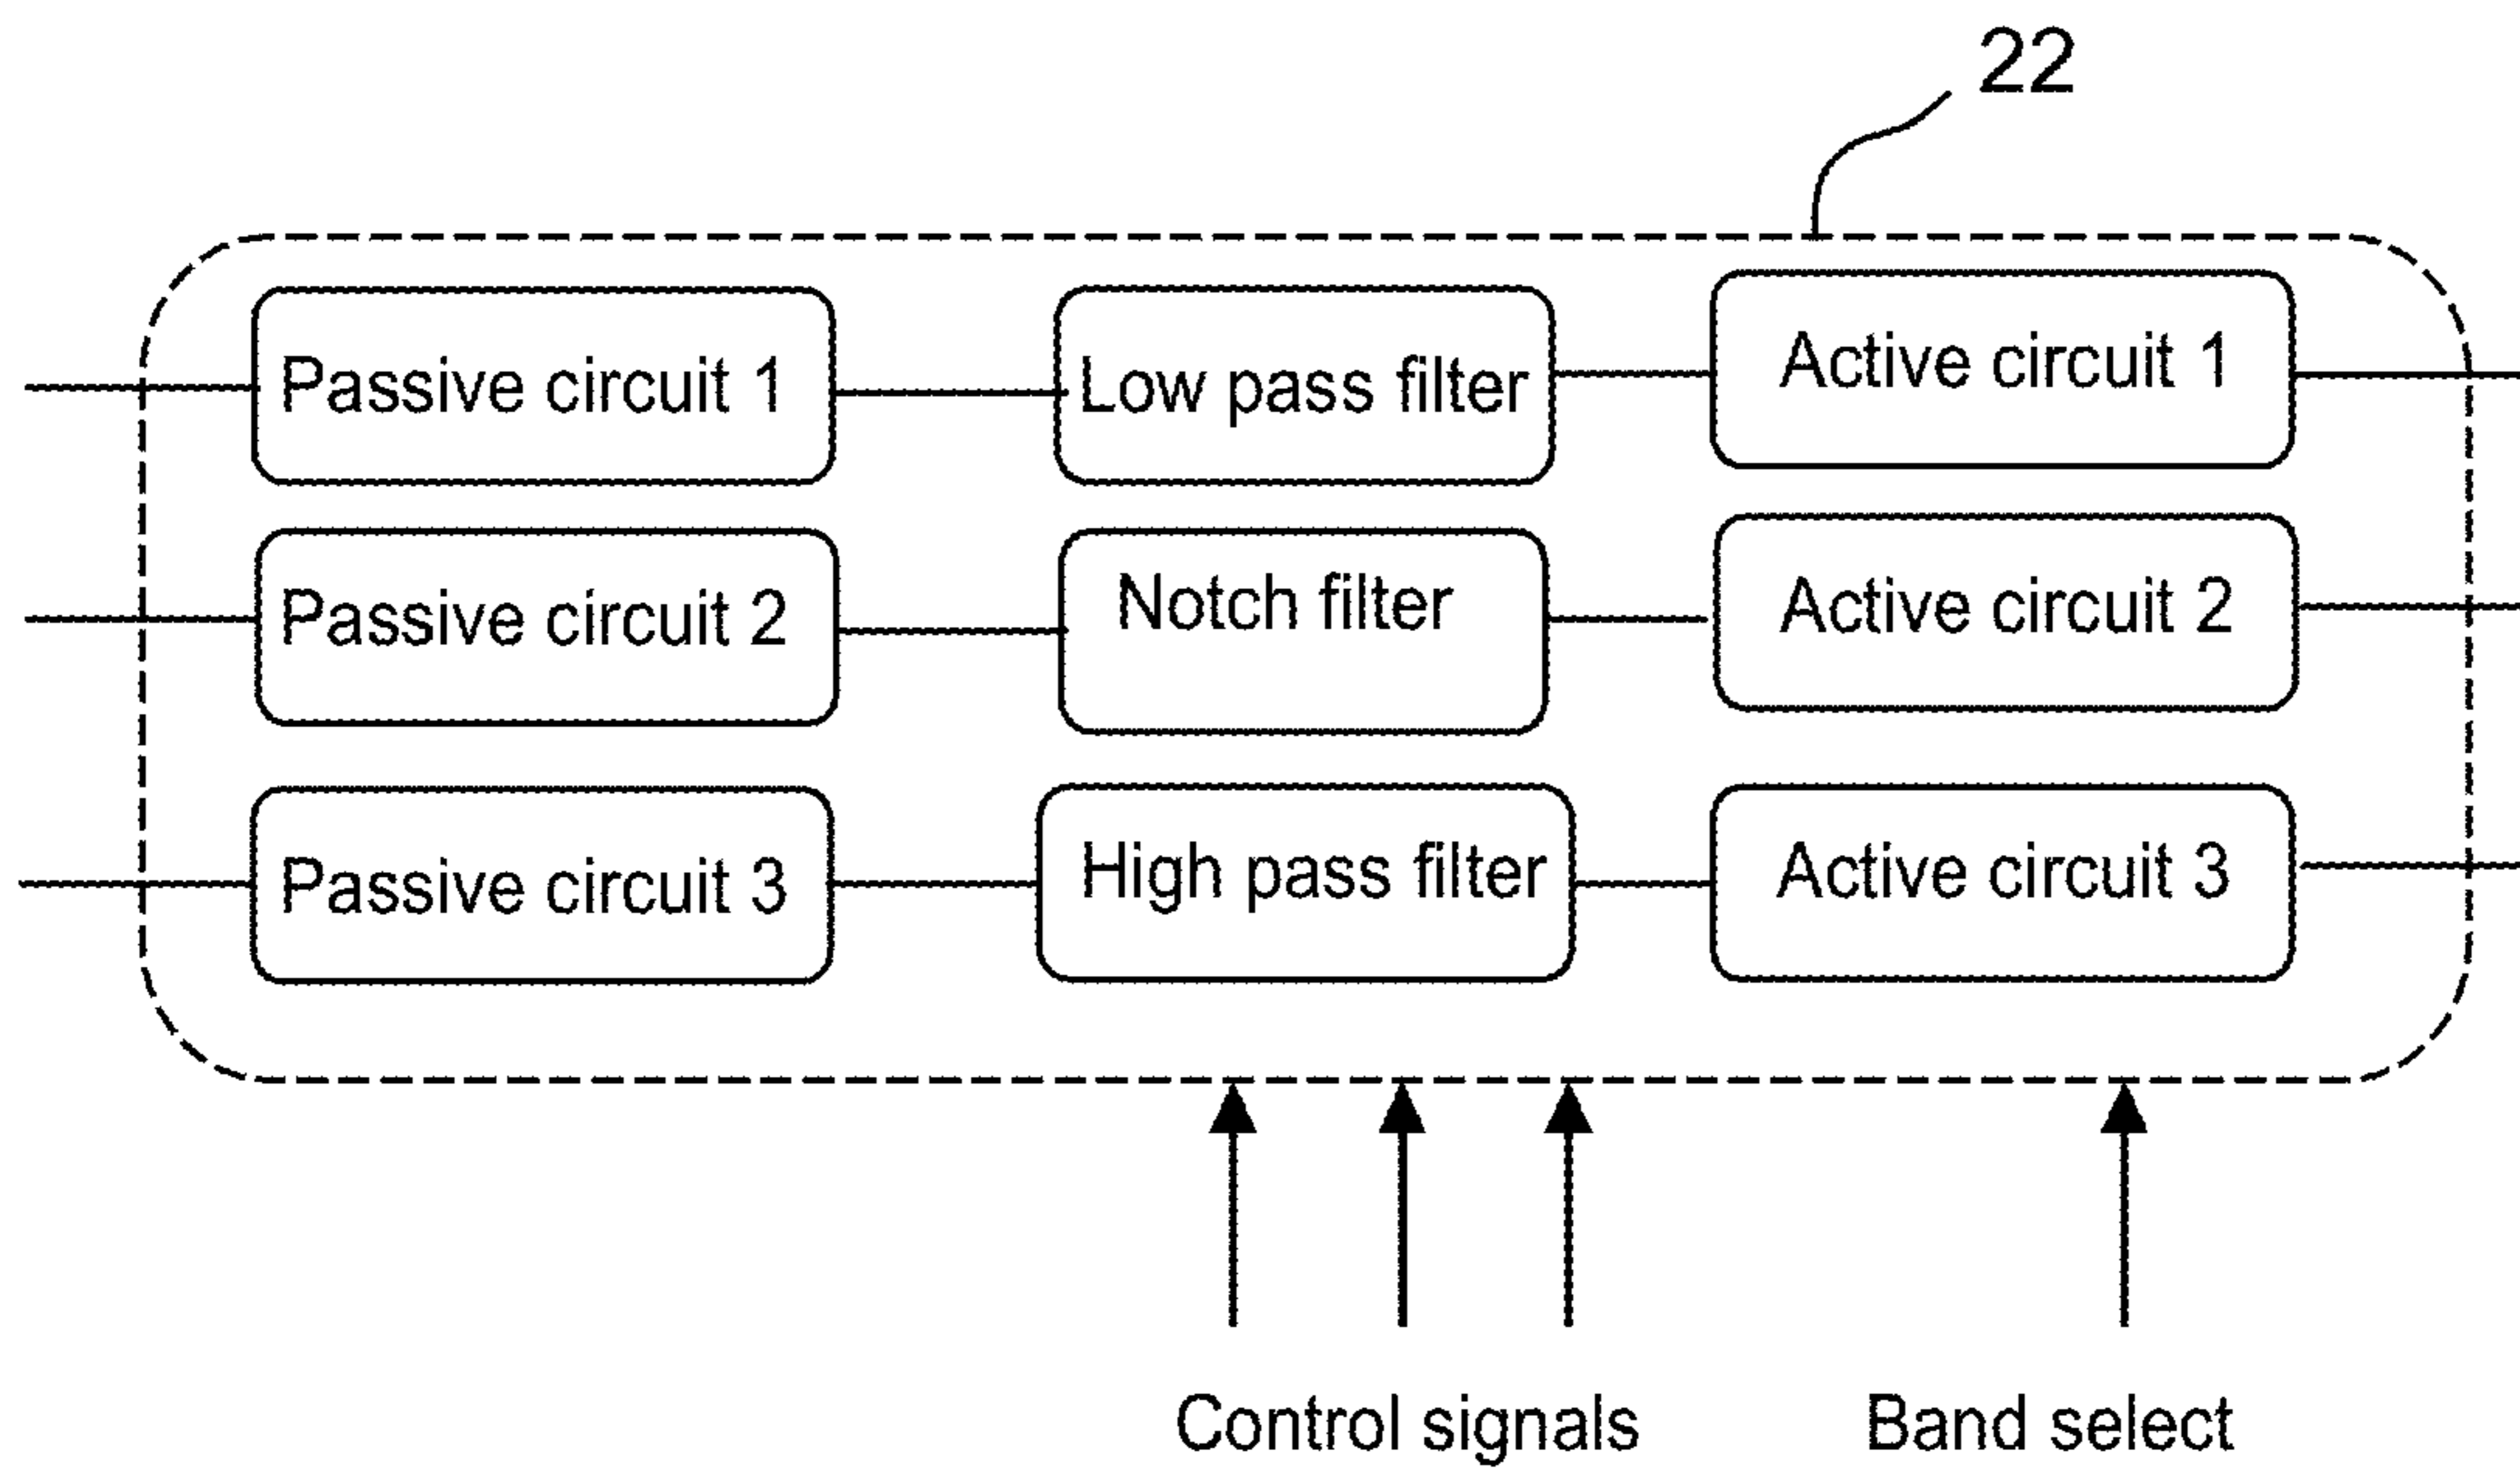 22
Passive circuit 1
Low pass filter
Active circuit 1
Passive circuit 2
Notch filter
Active circuit 2
Passive circuit 3
High pass filter
Active circuit 3
Control signals
Band select